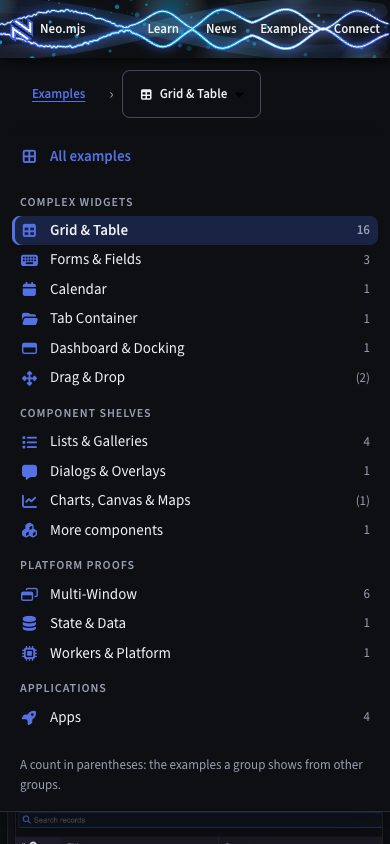 Neo.mjs Learn News Examples Connect
Examples › Grid & Table
All examples
COMPLEX WIDGETS
Grid & Table 16
Forms & Fields 3
Calendar 1
Tab Container 1
Dashboard & Docking 1
Drag & Drop (2)
COMPONENT SHELVES
Lists & Galleries 4
Dialogs & Overlays 1
Charts, Canvas & Maps (1)
More components 1
PLATFORM PROOFS
Multi-Window 6
State & Data 1
Workers & Platform 1
APPLICATIONS
Apps 4
A count in parentheses: the examples a group shows from other
groups.
Search records